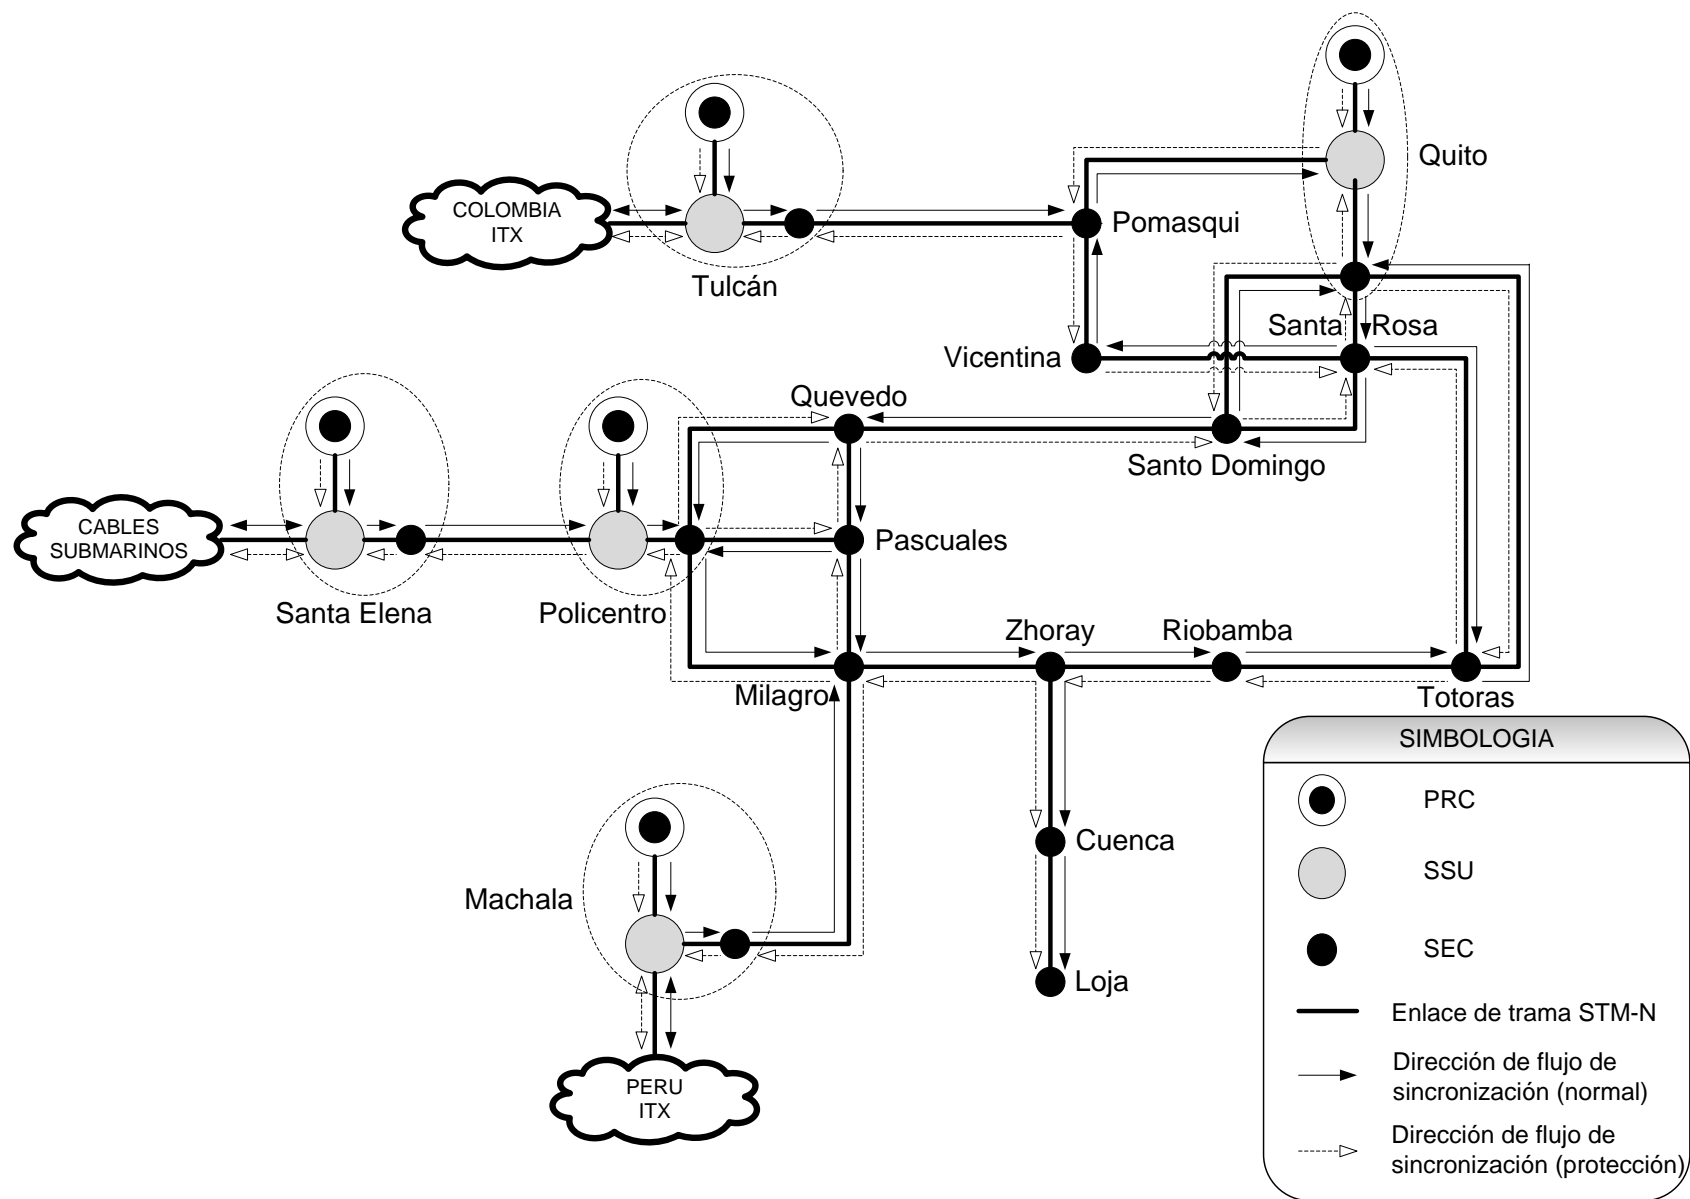 Quito
COLOMBIA
ITX
Pomasqui
Tulcán
Santa Rosa
Vicentina
Quevedo
Santo Domingo
CABLES
SUBMARINOS
Pascuales
Santa Elena
Policentro
Zhoray
Riobamba
Milagro
Totoras
SIMBOLOGIA
PRC
Cuenca
SSU
Machala
SEC
Loja
Enlace de trama STM-N
PERU
ITX
Dirección de flujo de
sincronización (normal)
Dirección de flujo de
sincronización (protección)